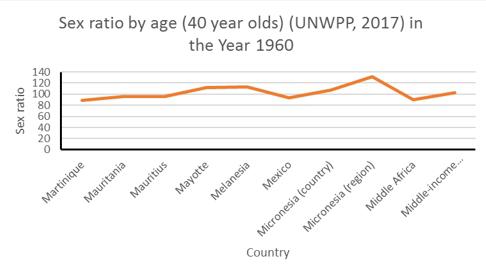 Sex ratio by age (40 year olds) (UNWPP, 2017) in
the Year 1960
Sex ratio
140
120
100
80
60
40
20
0
Martinique
Mauritania
Mauritius
Mayotte
Melanesia
Mexico
Micronesia (country)
Micronesia (region)
Middle Africa
Middle-income...
Country